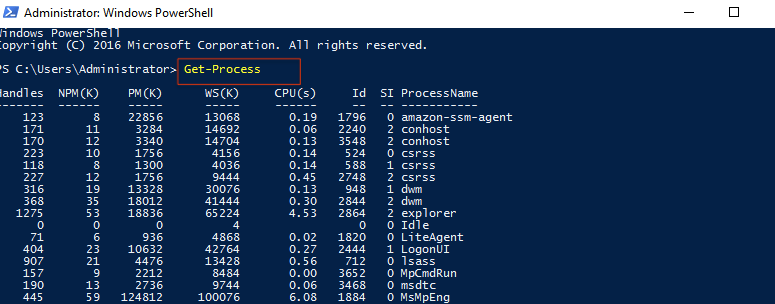 Administrator: Windows PowerShell
Windows PowerShell
Copyright (C) 2016 Microsoft Corporation. All rights reserved.
PS C:\Users\Administrator> Get-Process
Handles NPM(K) PM(K) WS(K) CPU(s) Id SI ProcessName
------- ------ ----- ----- ------ -- -- -----------
123 8 22856 13068 0.19 1796 0 amazon-ssm-agent
171 11 3284 14692 0.06 2240 2 conhost
170 12 3340 14704 0.13 3548 2 conhost
223 10 1756 4156 0.14 524 0 csrss
118 8 1300 4036 0.14 588 1 csrss
227 12 1756 9444 0.45 2748 2 csrss
316 19 13328 30076 0.13 948 1 dwm
368 35 18012 41444 0.30 2844 2 dwm
1275 53 18836 65224 4.53 2864 2 explorer
0 0 0 4 0 0 Idle
71 6 936 4868 0.02 1820 0 LiteAgent
404 23 10632 42764 0.27 2444 1 LogonUI
907 21 4476 13428 0.56 712 0 lsass
157 9 2212 8484 0.00 3652 0 MpCmdRun
190 13 2736 9744 0.06 3468 0 msdtc
445 59 124812 100076 6.08 1884 0 MsMpEng